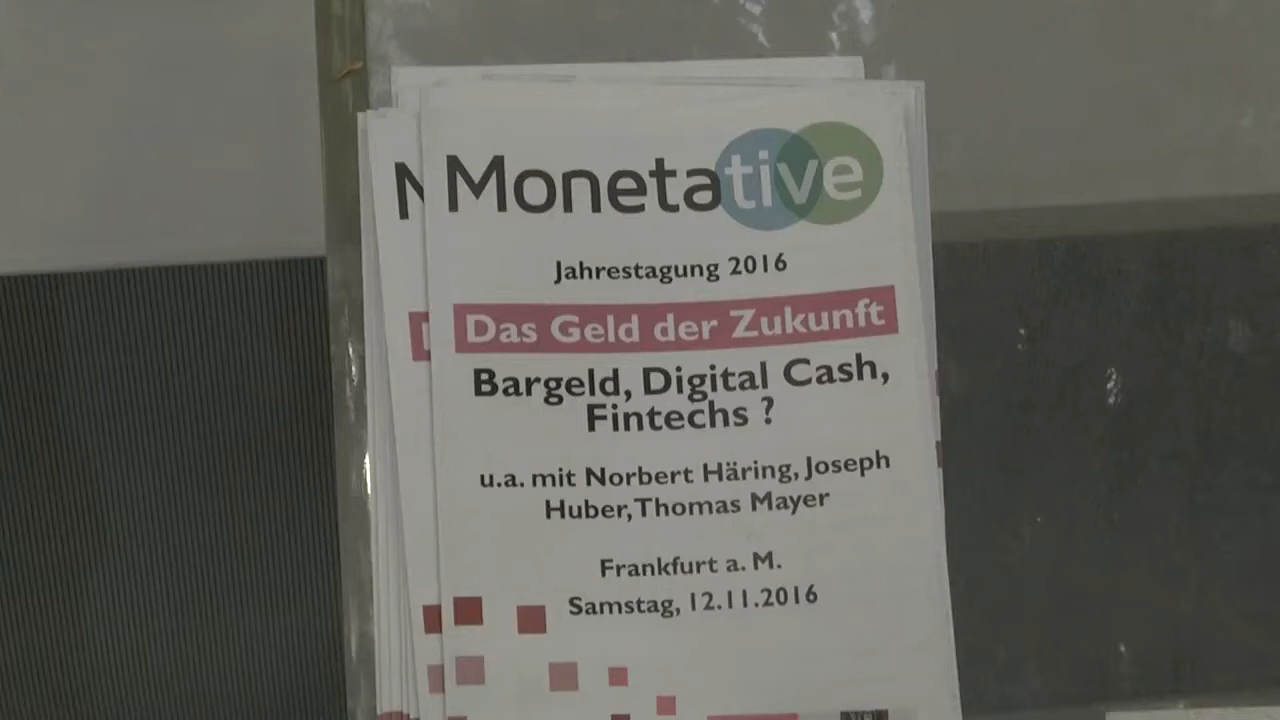 Monetative
Jahrestagung 2016
Das Geld der Zukunft
Bargeld, Digital Cash,
Fintechs ?
u.a. mit Norbert Häring, Joseph
Huber, Thomas Mayer
Frankfurt a. M.
Samstag, 12.11.2016